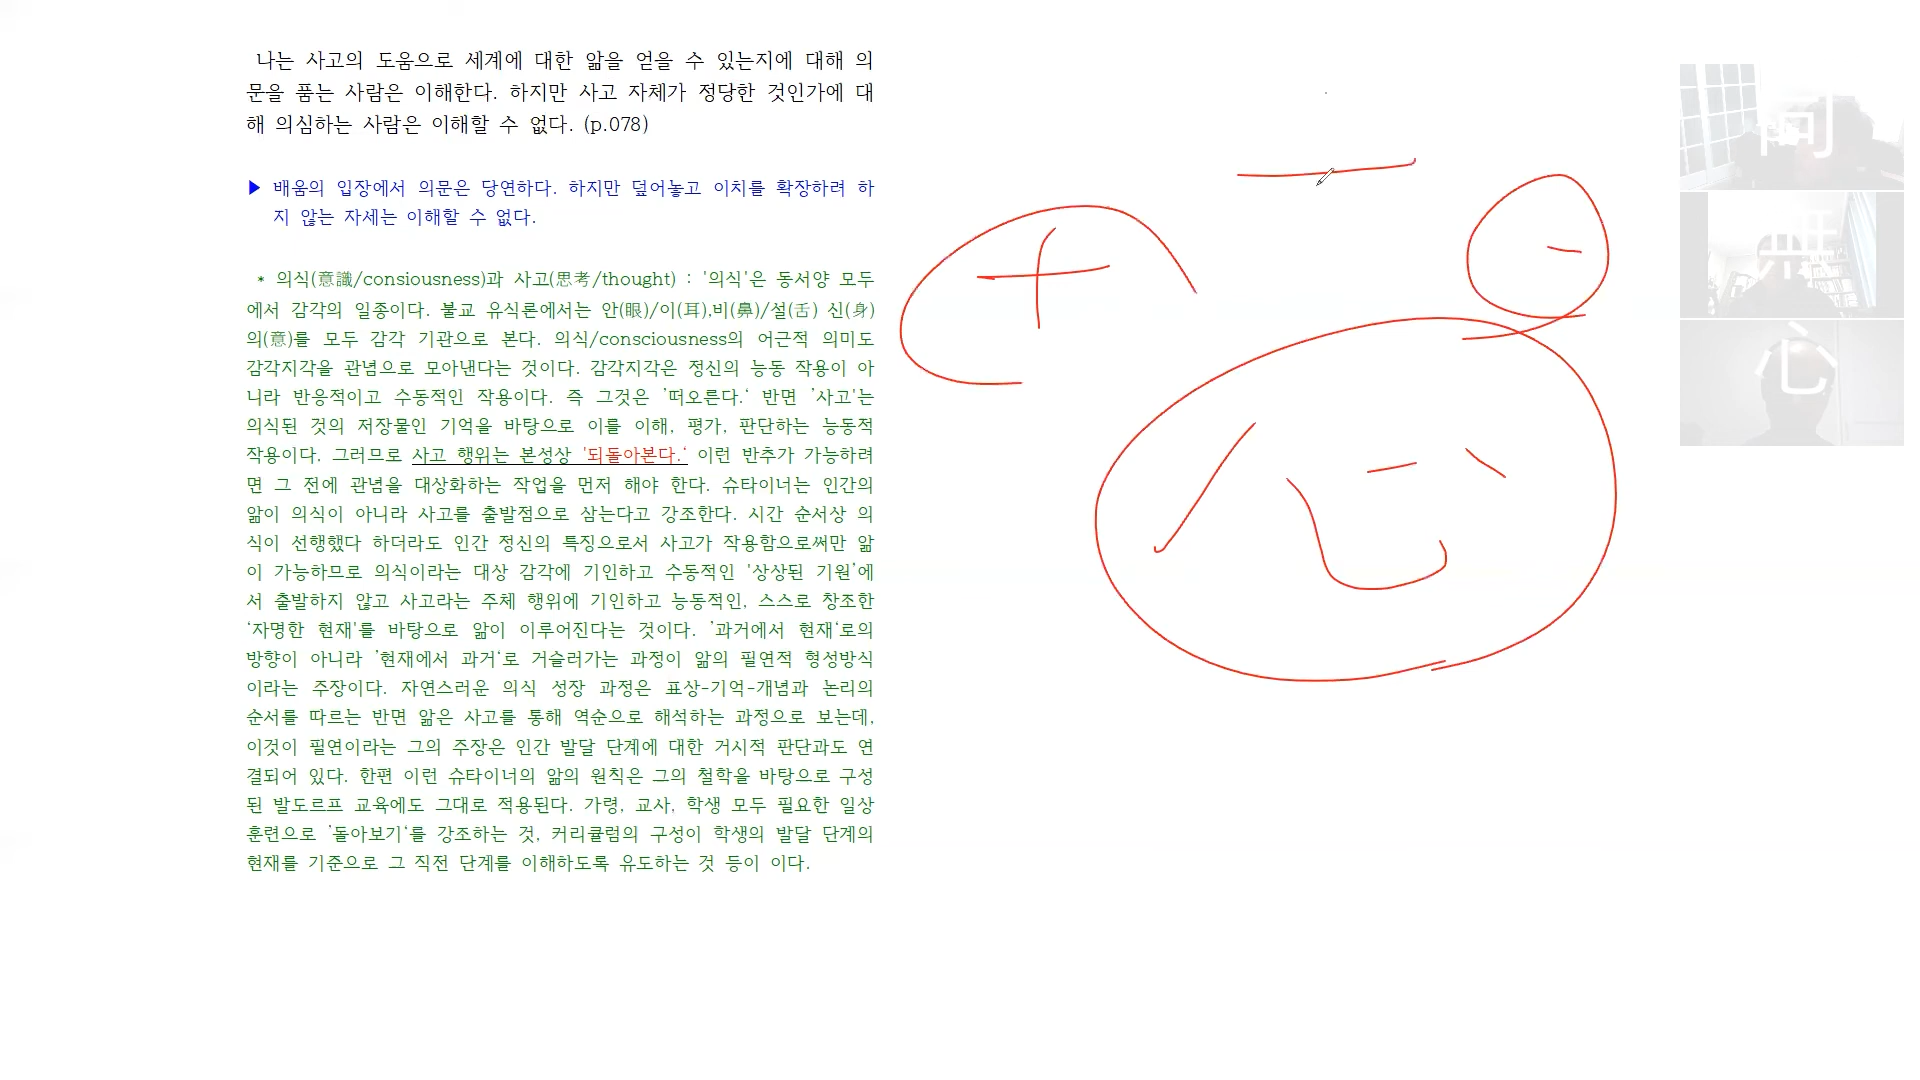 나는 사고의 도움으로 세계에 대한 앎을 얻을 수 있는지에 대해 의
문을 품는 사람은 이해한다. 하지만 사고 자체가 정당한 것인가에 대
해 의심하는 사람은 이해할 수 없다. (p.078)
▶ 배움의 입장에서 의문은 당연하다. 하지만 덮어놓고 이치를 확장하려 하
지 않는 자세는 이해할 수 없다.
* 의식(意識/consiousness)과 사고(思考/thought) : '의식'은 동서양 모두
에서 감각의 일종이다. 불교 유식론에서는 안(眼)/이(耳),비(鼻)/설(舌) 신(身)
의(意)를 모두 감각 기관으로 본다. 의식/consciousness의 어근적 의미도
감각지각을 관념으로 모아낸다는 것이다. 감각지각은 정신의 능동 작용이 아
니라 반응적이고 수동적인 작용이다. 즉 그것은 '떠오른다.' 반면 '사고'는
의식된 것의 저장물인 기억을 바탕으로 이를 이해, 평가, 판단하는 능동적
작용이다. 그러므로 사고 행위는 본성상 '되돌아본다.' 이런 반추가 가능하려
면 그 전에 관념을 대상화하는 작업을 먼저 해야 한다. 슈타이너는 인간의
앎이 의식이 아니라 사고를 출발점으로 삼는다고 강조한다. 시간 순서상 의
식이 선행했다 하더라도 인간 정신의 특징으로서 사고가 작용함으로써만 앎
이 가능하므로 의식이라는 대상 감각에 기인하고 수동적인 '상상된 기원'에
서 출발하지 않고 사고라는 주체 행위에 기인하고 능동적인, 스스로 창조한
'자명한 현재'를 바탕으로 앎이 이루어진다는 것이다. '과거에서 현재'로의
방향이 아니라 '현재에서 과거'로 거슬러가는 과정이 앎의 필연적 형성방식
이라는 주장이다. 자연스러운 의식 성장 과정은 표상-기억-개념과 논리의
순서를 따르는 반면 앎은 사고를 통해 역순으로 해석하는 과정으로 보는데,
이것이 필연이라는 그의 주장은 인간 발달 단계에 대한 거시적 판단과도 연
결되어 있다. 한편 이런 슈타이너의 앎의 원칙은 그의 철학을 바탕으로 구성
된 발도르프 교육에도 그대로 적용된다. 가령, 교사, 학생 모두 필요한 일상
훈련으로 '돌아보기'를 강조하는 것, 커리큘럼의 구성이 학생의 발달 단계의
현재를 기준으로 그 직전 단계를 이해하도록 유도하는 것 등이 이다.
問
無
心